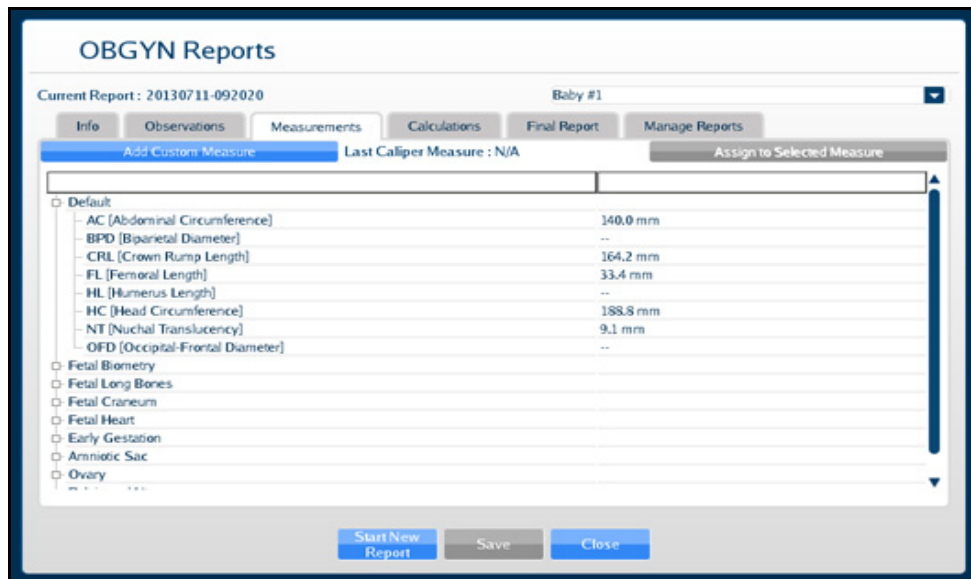 OBGYN Reports
Current Report : 20130711-092020 Baby #1
Info Observations Measurements Calculations Final Report Manage Reports
Add Custom Measure Last Caliper Measure : N/A Assign to Selected Measure
Default
AC [Abdominal Circumference] 140.0 mm
BPD [Biparietal Diameter] --
CRL [Crown Rump Length] 164.2 mm
FL [Femoral Length] 33.4 mm
HL [Humerus Length] --
HC [Head Circumference] 188.8 mm
NT [Nuchal Translucency] 9.1 mm
OFD [Occipital-Frontal Diameter] --
Fetal Biometry
Fetal Long Bones
Fetal Craneum
Fetal Heart
Early Gestation
Amniotic Sac
Ovary
Start New Report Save Close